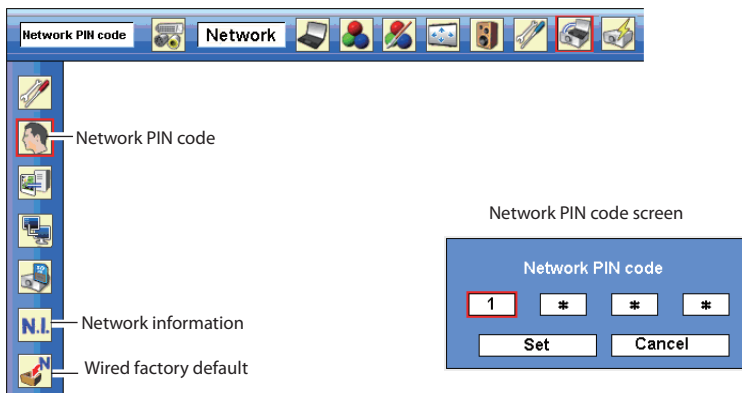 Network PIN code
Network
Network PIN code
Network PIN code screen
Network PIN code
1 * * *
Set Cancel
N.I. Network information
N Wired factory default